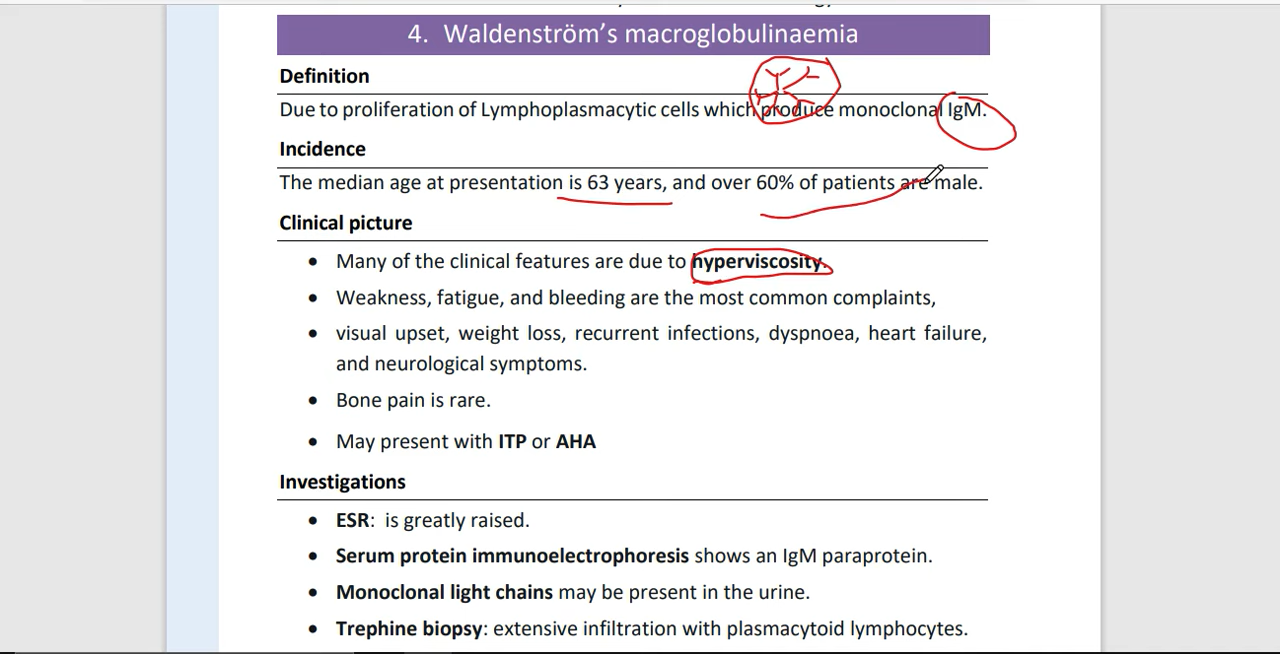 4. Waldenström's macroglobulinaemia
Definition
Due to proliferation of Lymphoplasmacytic cells which produce monoclonal IgM.
Incidence
The median age at presentation is 63 years, and over 60% of patients are male.
Clinical picture
• Many of the clinical features are due to hyperviscosity.
• Weakness, fatigue, and bleeding are the most common complaints,
• visual upset, weight loss, recurrent infections, dyspnoea, heart failure,
and neurological symptoms.
• Bone pain is rare.
• May present with ITP or AHA
Investigations
• ESR: is greatly raised.
• Serum protein immunoelectrophoresis shows an IgM paraprotein.
• Monoclonal light chains may be present in the urine.
• Trephine biopsy: extensive infiltration with plasmacytoid lymphocytes.